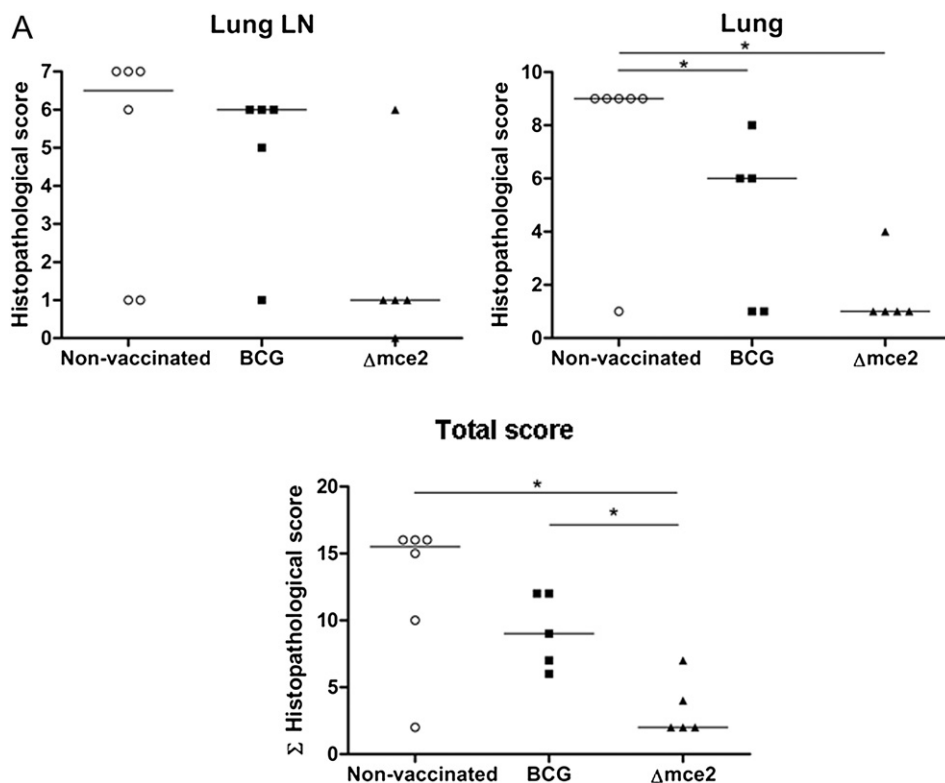 A
Lung LN
Histopathological score
7
6
5
4
3
2
1
0
Non-vaccinated BCG Δmce2
Lung
*
*
Histopathological score
10
8
6
4
2
0
Non-vaccinated BCG Δmce2
Total score
*
*
Σ Histopathological score
20
15
10
5
0
Non-vaccinated BCG Δmce2